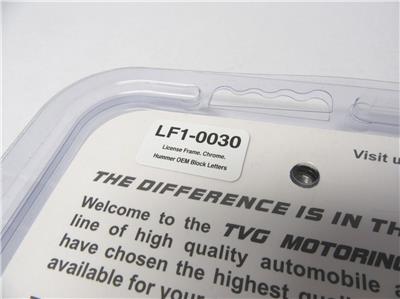 LF1-0030
License Frame, Chrome,
Hummer OEM Block Letters
Visit u
THE DIFFERENCE IS IN TH
Welcome to the TVG MOTORING
line of high quality automobile a
have chosen the highest qua
available for your